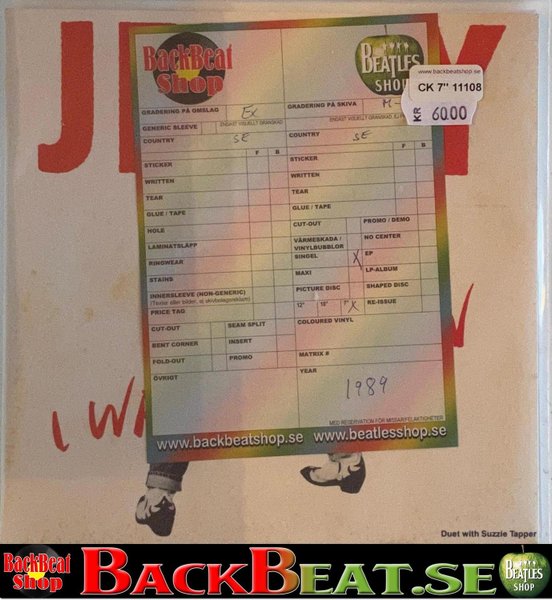 BackBeat
Shop
BEATLES
SHOP
www.backbeatshop.se
CK 7" 11108
KR 60.00
GRADERING PÅ OMSLAG Ex
GRADERING PÅ SKIVA M-
ENDAST VISUELLT GRANSKAD
GENERIC SLEEVE
COUNTRY SE
COUNTRY SE
F B
F B
STICKER
STICKER
WRITTEN
WRITTEN
TEAR
TEAR
GLUE / TAPE
GLUE / TAPE
HOLE
CUT-OUT
PROMO / DEMO
LAMINATSLÄPP
VÄRMESKADA /
VINYLBUBBLOR
NO CENTER
RINGWEAR
SINGEL X
EP
STAINS
MAXI
LP-ALBUM
INNERSLEEVE (NON-GENERIC)
(Texter eller bilder, ej skivbolagsreklam)
PICTURE DISC
SHAPED DISC
PRICE TAG
12" 10" 7" X
RE-ISSUE
CUT-OUT
SEAM SPLIT
COLOURED VINYL
BENT CORNER
INSERT
FOLD-OUT
PROMO
MATRIX #
ÖVRIGT
YEAR
1989
MED RESERVATION FÖR MISSAR/FELAKTIGHETER
www.backbeatshop.se www.beatlesshop.se
Duet with Suzzie Tapper
BackBeat
Shop
BACKBEAT.SE
BEATLES
SHOP